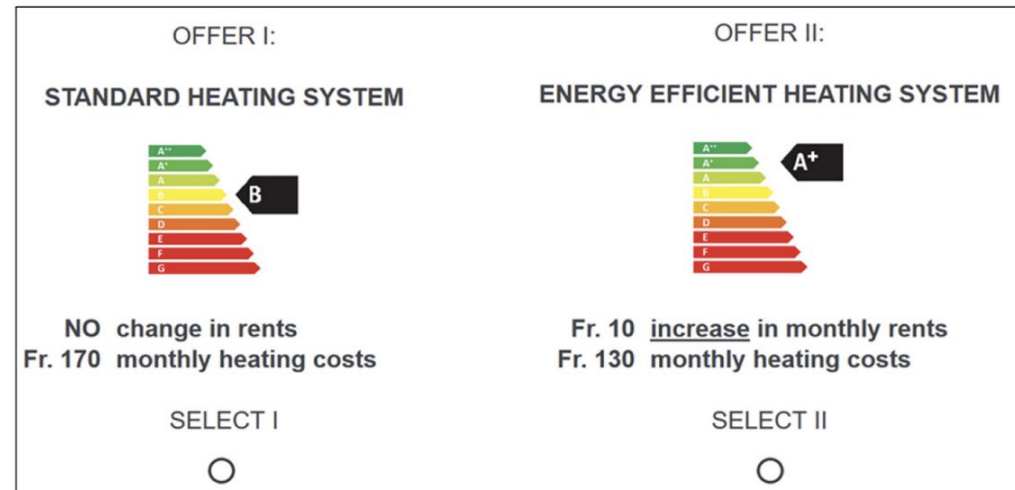 OFFER I:
STANDARD HEATING SYSTEM
A++
A+
A
B
C
D
E
F
G
B
NO change in rents
Fr. 170 monthly heating costs
SELECT I
OFFER II:
ENERGY EFFICIENT HEATING SYSTEM
A++
A+
A
B
C
D
E
F
G
A+
Fr. 10 increase in monthly rents
Fr. 130 monthly heating costs
SELECT II